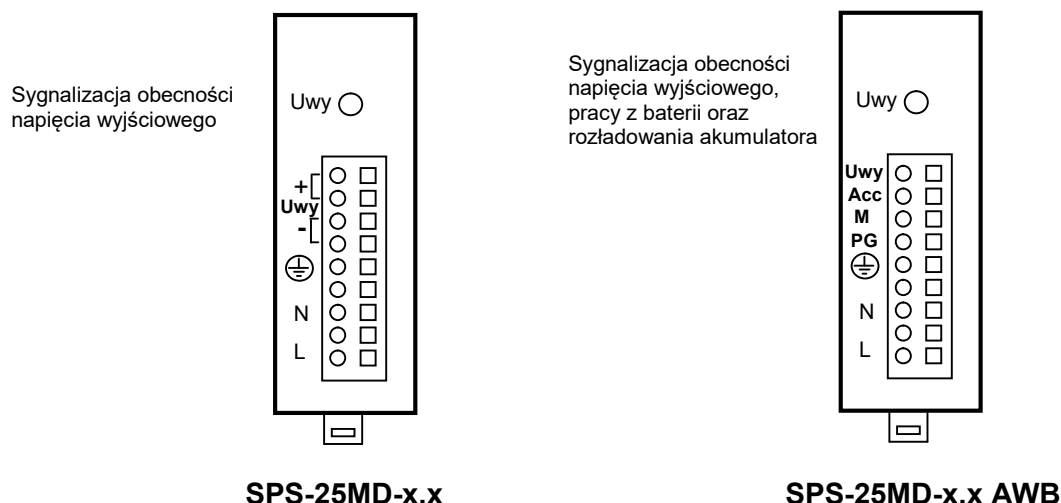 Sygnalizacja obecności
napięcia wyjściowego
Uwy
+
Uwy
-
N
L
SPS-25MD-x.x
Sygnalizacja obecności
napięcia wyjściowego,
pracy z baterii oraz
rozładowania akumulatora
Uwy
Uwy
Acc
M
PG
N
L
SPS-25MD-x.x AWB